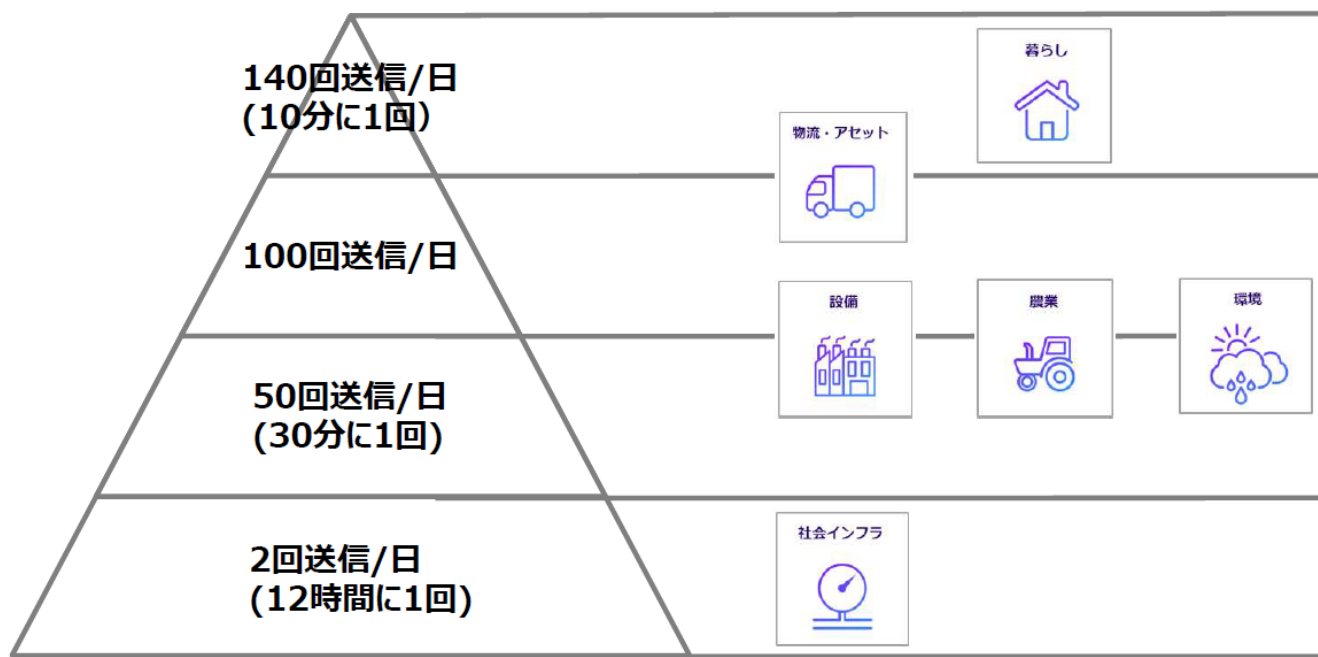 140回送信/日
(10分に1回）
暮らし
物流・アセット
100回送信/日
設備
農業
環境
50回送信/日
(30分に1回)
2回送信/日
(12時間に1回)
社会インフラ